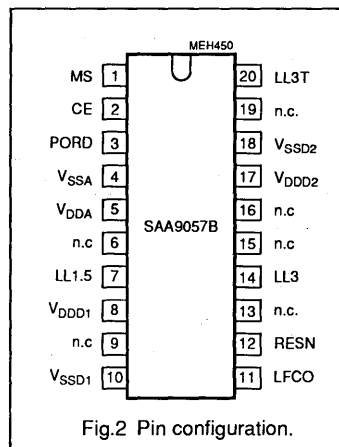 MEH450
MS 1 20 LL3T
CE 2 19 n.c.
PORD 3 18 VSSD2
VSSA 4 17 VDDD2
VDDA 5 16 n.c
SAA9057B
n.c 6 15 n.c
LL1.5 7 14 LL3
VDDD1 8 13 n.c.
n.c 9 12 RESN
VSSD1 10 11 LFCO
Fig.2 Pin configuration.